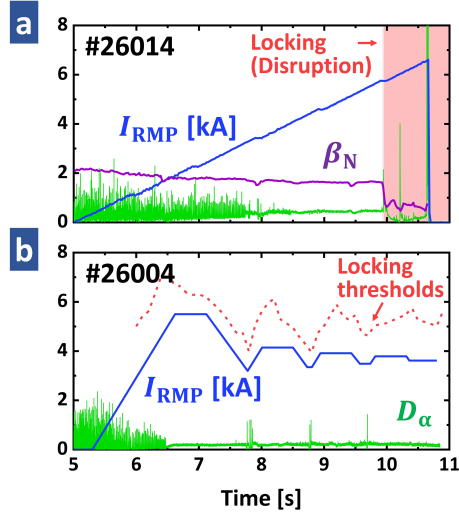 a
#26014
Locking
(Disruption)
I_RMP [kA]
β_N
8
6
4
2
0
b
#26004
Locking
thresholds
I_RMP [kA]
D_α
8
6
4
2
0
5 6 7 8 9 10 11
Time [s]